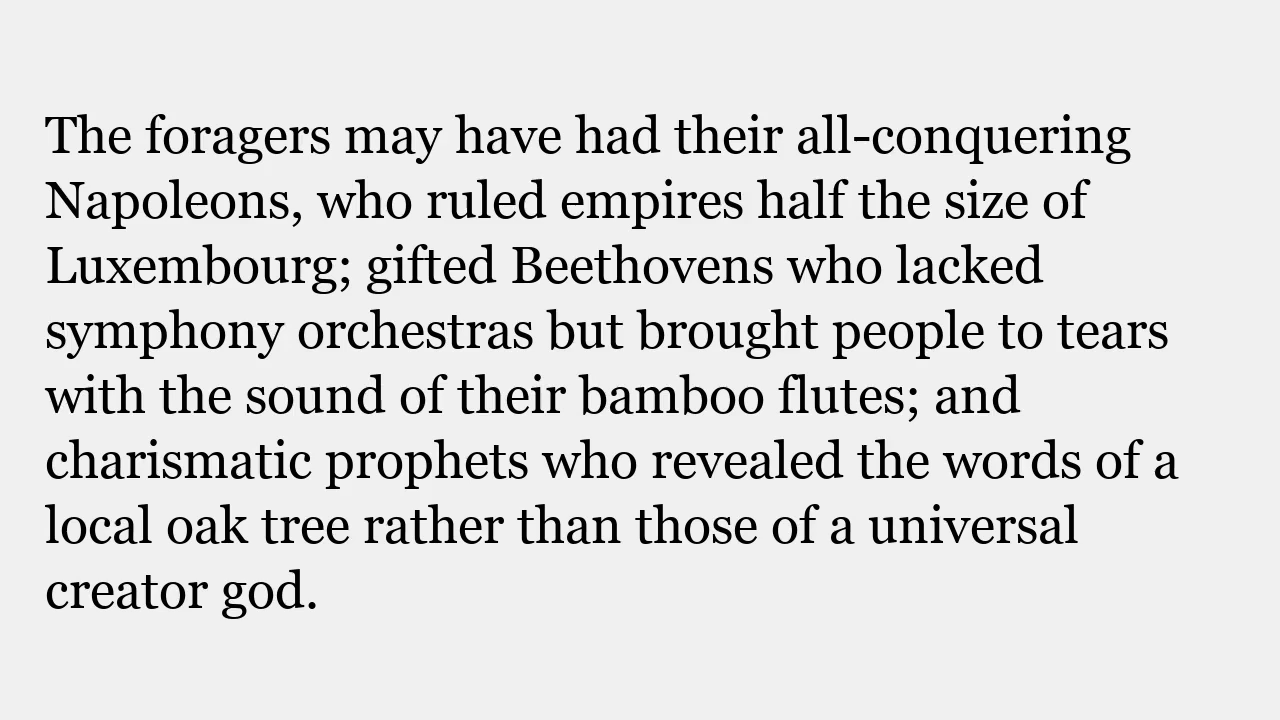 The foragers may have had their all-conquering
Napoleons, who ruled empires half the size of
Luxembourg; gifted Beethovens who lacked
symphony orchestras but brought people to tears
with the sound of their bamboo flutes; and
charismatic prophets who revealed the words of a
local oak tree rather than those of a universal
creator god.